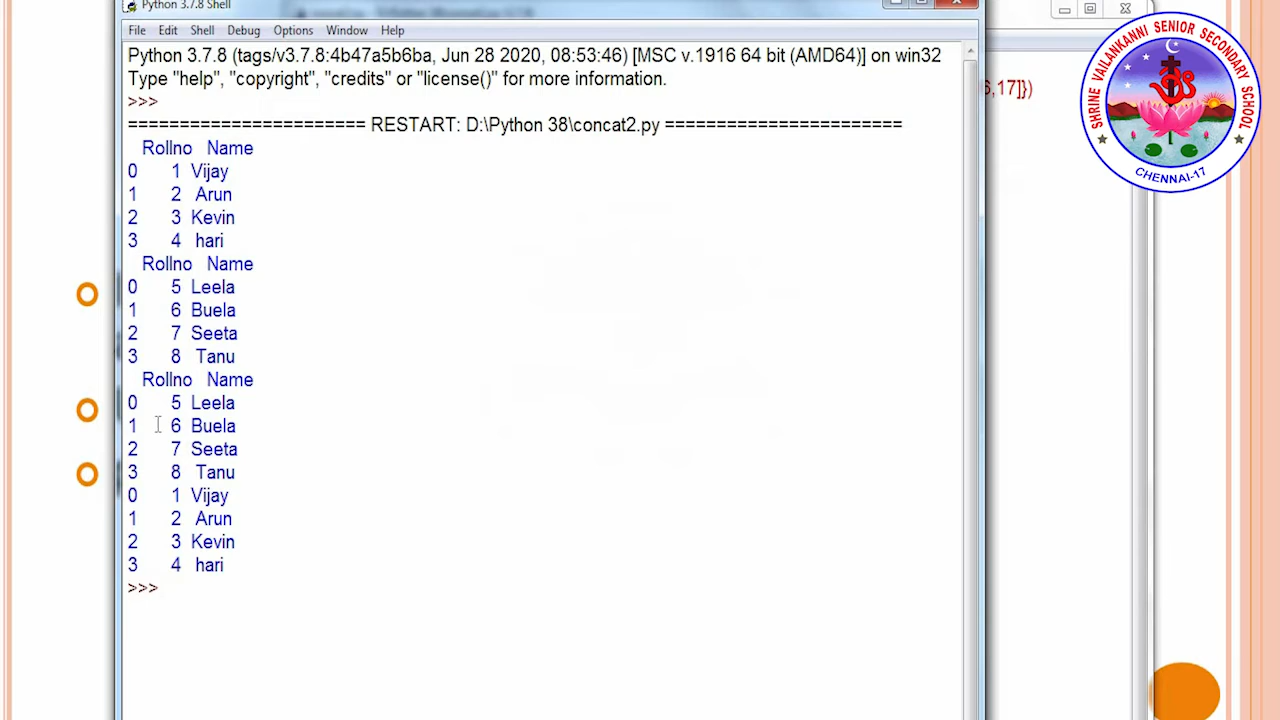 Python 3.7.8 Shell
File Edit Shell Debug Options Window Help
Python 3.7.8 (tags/v3.7.8:4b47a5b6ba, Jun 28 2020, 08:53:46) [MSC v.1916 64 bit (AMD64)] on win32
Type "help", "copyright", "credits" or "license()" for more information.
>>>
====================== RESTART: D:\Python 38\concat2.py =======================
Rollno Name
0 1 Vijay
1 2 Arun
2 3 Kevin
3 4 hari
Rollno Name
0 5 Leela
1 6 Buela
2 7 Seeta
3 8 Tanu
Rollno Name
0 5 Leela
1 6 Buela
2 7 Seeta
3 8 Tanu
0 1 Vijay
1 2 Arun
2 3 Kevin
3 4 hari
>>>
6,17]})
SHRINE VAILANKANNI SENIOR SECONDARY SCHOOL
CHENNAI-17